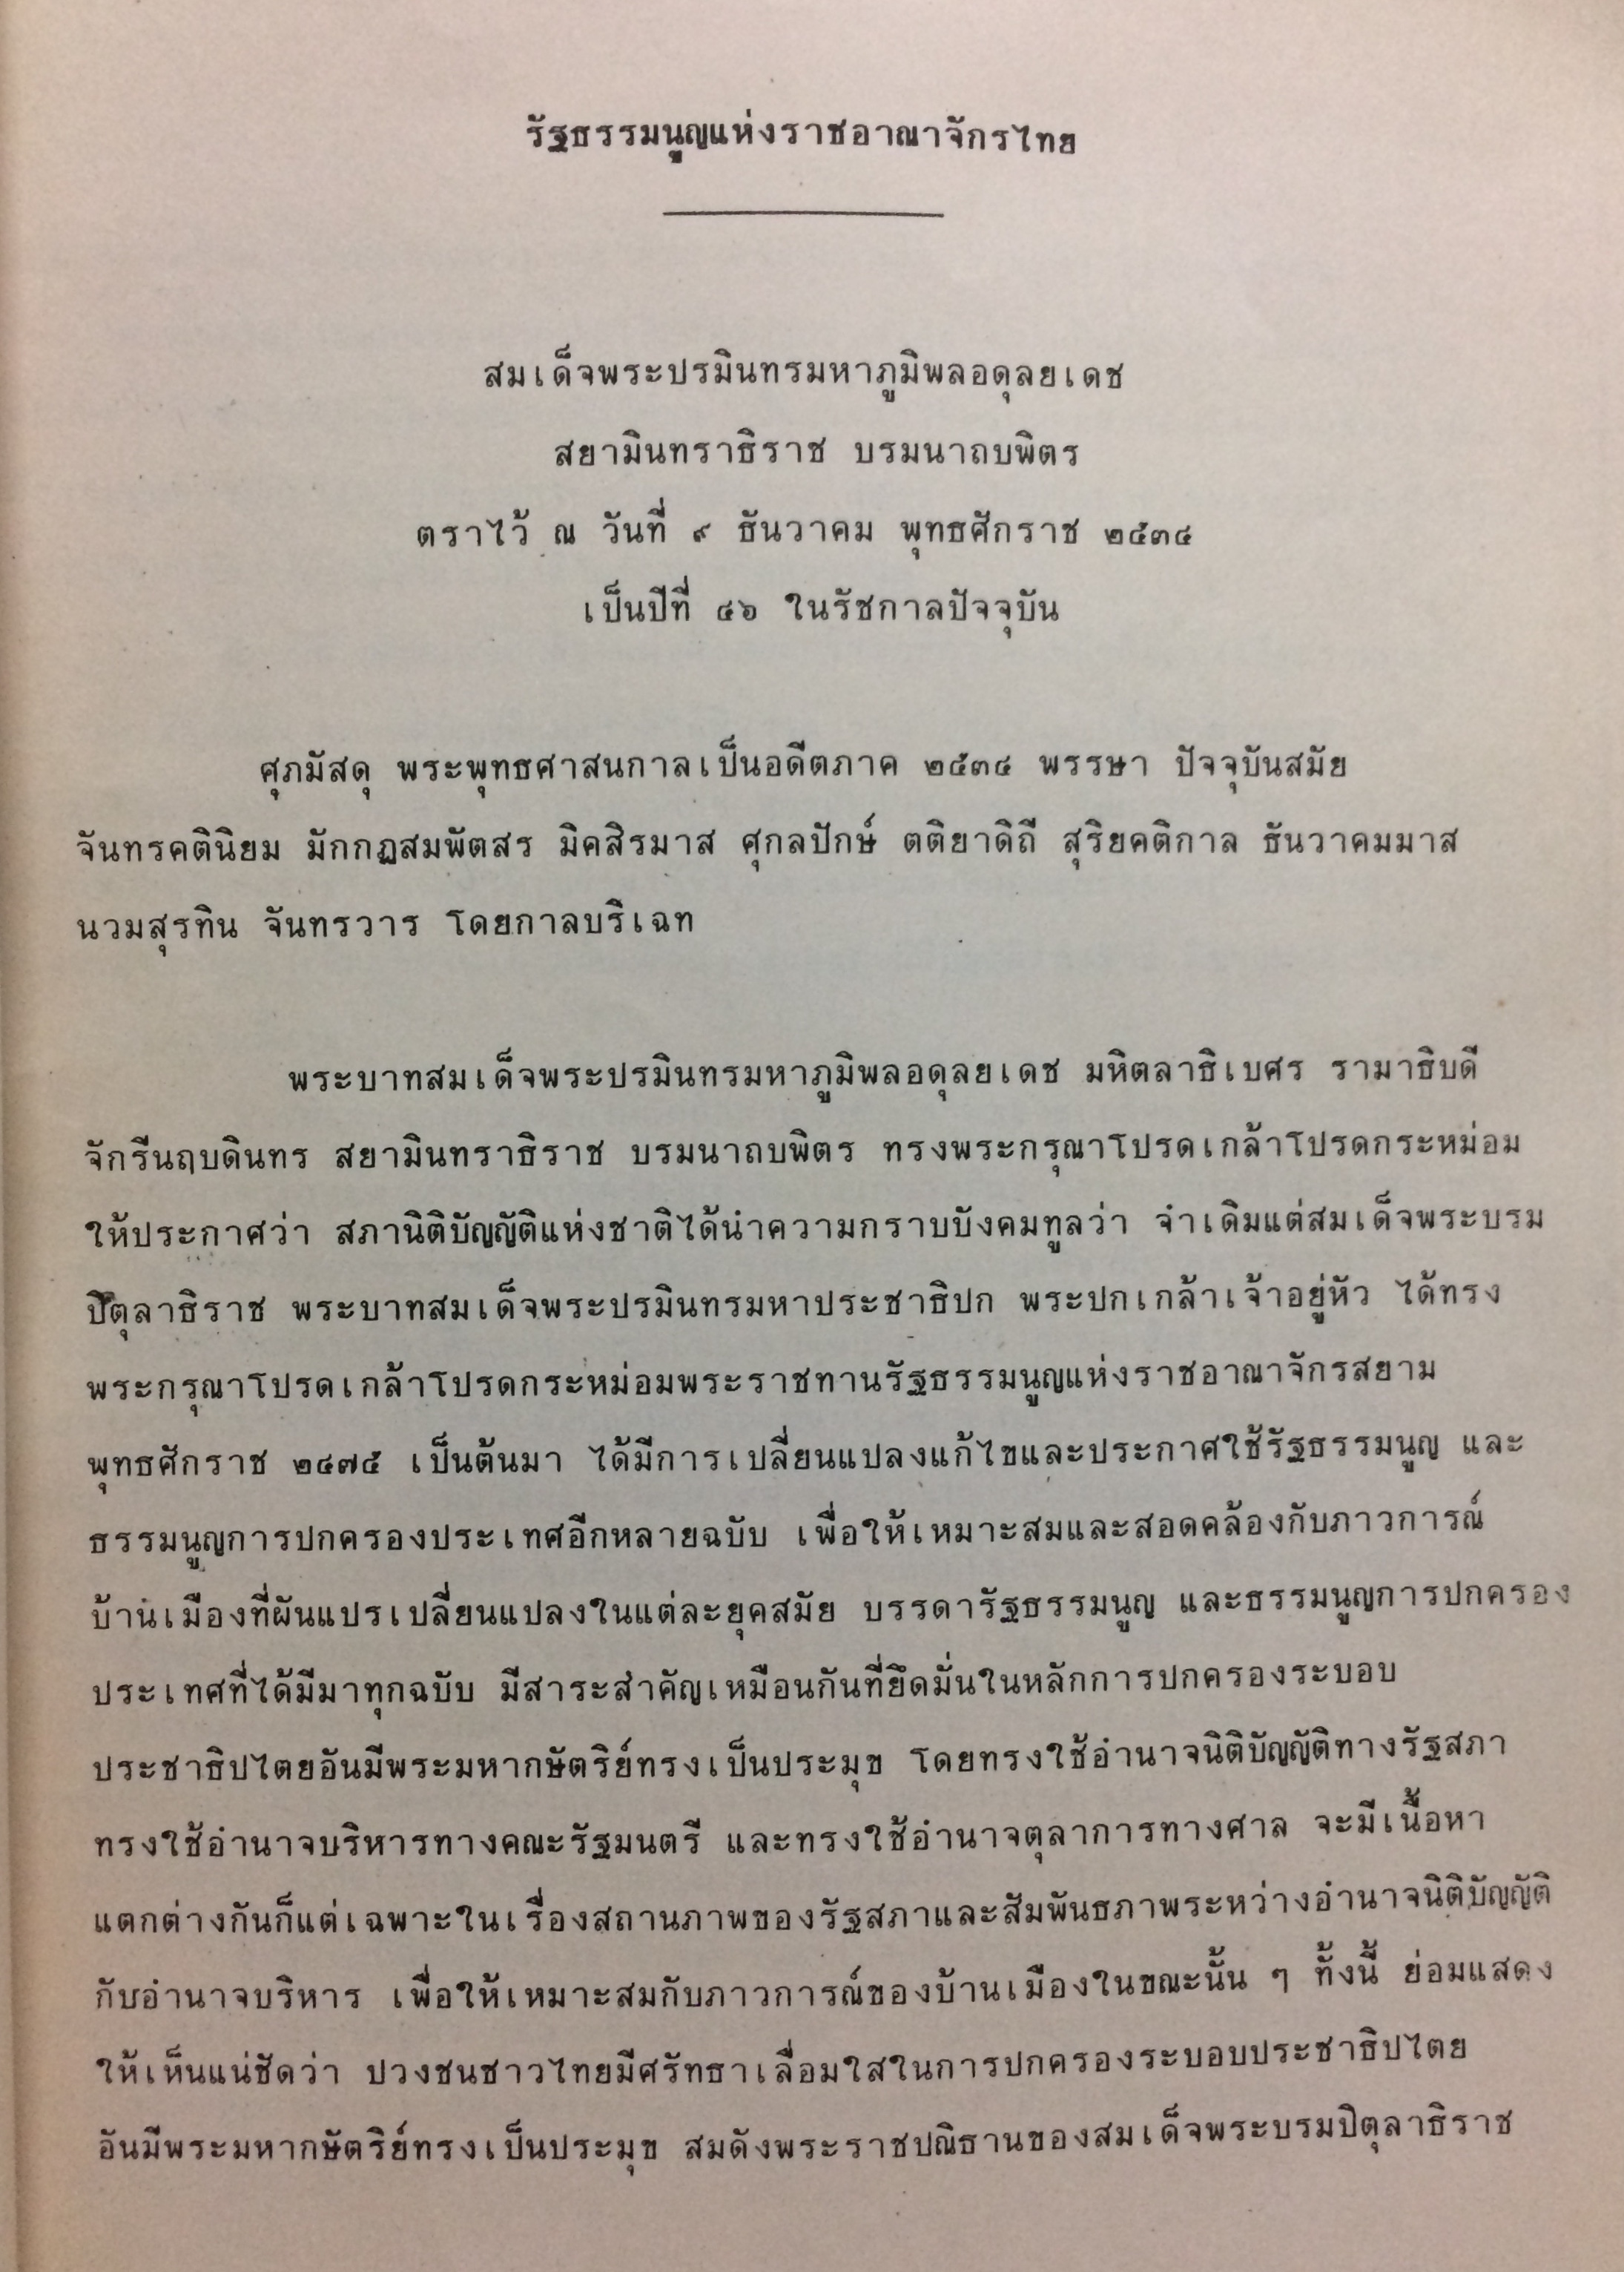 รัฐธรรมนูญแห่งราชอาณาจักรไทย
สมเด็จพระปรมินทรมหาภูมิพลอดุลยเดช
สยามินทราธิราช บรมนาถบพิตร
ตราไว้ ณ วันที่ ๙ ธันวาคม พุทธศักราช ๒๕๓๔
เป็นปีที่ ๔๖ ในรัชกาลปัจจุบัน
ศุภมัสดุ พระพุทธศาสนกาลเป็นอดีตภาค ๒๕๓๔ พรรษา ปัจจุบันสมัย
จันทรคตินิยม มักกฏสมพัตสร มิคสิรมาส ศุกลปักษ์ ตติยาดิถี สุริยคติกาล ธันวาคมมาส
นวมสุรทิน จันทรวาร โดยกาลบริเฉท
พระบาทสมเด็จพระปรมินทรมหาภูมิพลอดุลยเดช มหิตลาธิเบศร รามาธิบดี
จักรีนฤบดินทร สยามินทราธิราช บรมนาถบพิตร ทรงพระกรุณาโปรดเกล้าโปรดกระหม่อม
ให้ประกาศว่า สภานิติบัญญัติแห่งชาติได้นำความกราบบังคมทูลว่า จำเดิมแต่สมเด็จพระบรม
ปิตุลาธิราช พระบาทสมเด็จพระปรมินทรมหาประชาธิปก พระปกเกล้าเจ้าอยู่หัว ได้ทรง
พระกรุณาโปรดเกล้าโปรดกระหม่อมพระราชทานรัฐธรรมนูญแห่งราชอาณาจักรสยาม
พุทธศักราช ๒๔๗๕ เป็นต้นมา ได้มีการเปลี่ยนแปลงแก้ไขและประกาศใช้รัฐธรรมนูญ และ
ธรรมนูญการปกครองประเทศอีกหลายฉบับ เพื่อให้เหมาะสมและสอดคล้องกับภาวการณ์
บ้านเมืองที่ผันแปรเปลี่ยนแปลงในแต่ละยุคสมัย บรรดารัฐธรรมนูญ และธรรมนูญการปกครอง
ประเทศที่ได้มีมาทุกฉบับ มีสาระสำคัญเหมือนกันที่ยึดมั่นในหลักการปกครองระบอบ
ประชาธิปไตยอันมีพระมหากษัตริย์ทรงเป็นประมุข โดยทรงใช้อำนาจนิติบัญญัติทางรัฐสภา
ทรงใช้อำนาจบริหารทางคณะรัฐมนตรี และทรงใช้อำนาจตุลาการทางศาล จะมีเนื้อหา
แตกต่างกันก็แต่เฉพาะในเรื่องสถานภาพของรัฐสภาและสัมพันธภาพระหว่างอำนาจนิติบัญญัติ
กับอำนาจบริหาร เพื่อให้เหมาะสมกับภาวการณ์ของบ้านเมืองในขณะนั้น ๆ ทั้งนี้ ย่อมแสดง
ให้เห็นแน่ชัดว่า ปวงชนชาวไทยมีศรัทธาเลื่อมใสในการปกครองระบอบประชาธิปไตย
อันมีพระมหากษัตริย์ทรงเป็นประมุข สมดังพระราชปณิธานของสมเด็จพระบรมปิตุลาธิราช